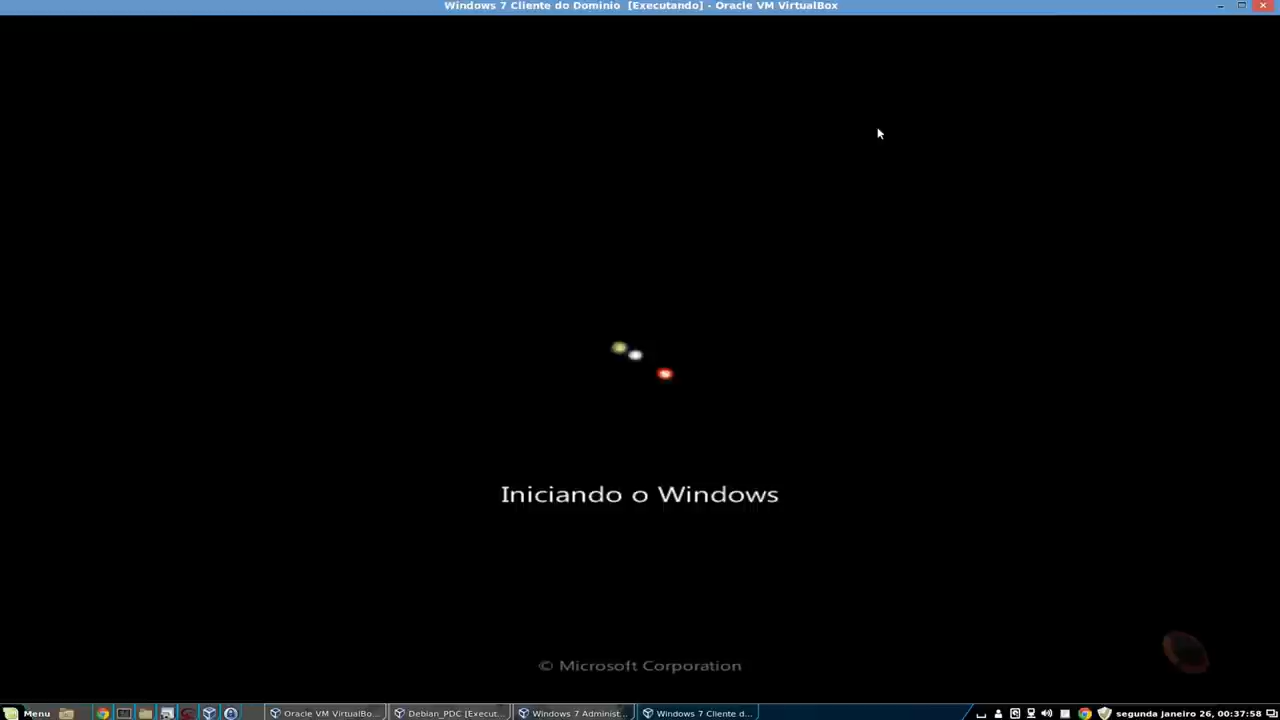 Windows 7 Cliente do Dominio [Executando] - Oracle VM VirtualBox
Iniciando o Windows
© Microsoft Corporation
Menu
Oracle VM VirtualBo...
Debian_PDC [Execut...
Windows 7 Administ...
Windows 7 Cliente d...
segunda Janeiro 26, 00:37:58